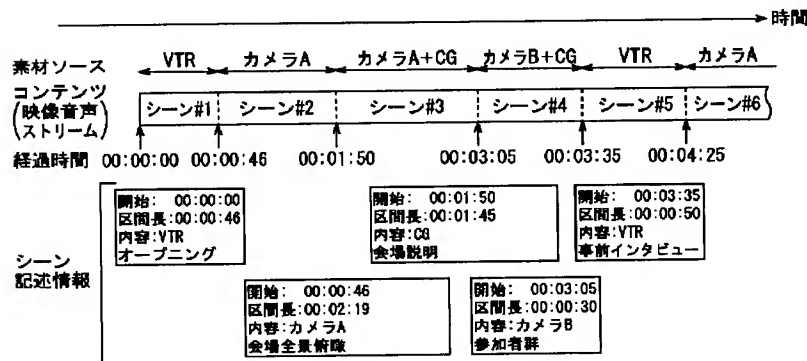 時間
素材ソース VTR カメラA カメラA+CG カメラB+CG VTR カメラA
コンテンツ
(映像音声
ストリーム)
シーン#1 シーン#2 シーン#3 シーン#4 シーン#5 シーン#6
経過時間 00:00:00 00:00:46 00:01:50 00:03:05 00:03:35 00:04:25
シーン
記述情報
開始: 00:00:00
区間長:00:00:46
内容:VTR
オープニング
開始: 00:01:50
区間長:00:01:45
内容:CG
会場説明
開始: 00:03:35
区間長:00:00:50
内容:VTR
事前インタビュー
開始: 00:00:46
区間長:00:02:19
内容:カメラA
会場全景俯瞰
開始: 00:03:05
区間長:00:00:30
内容:カメラB
参加者群